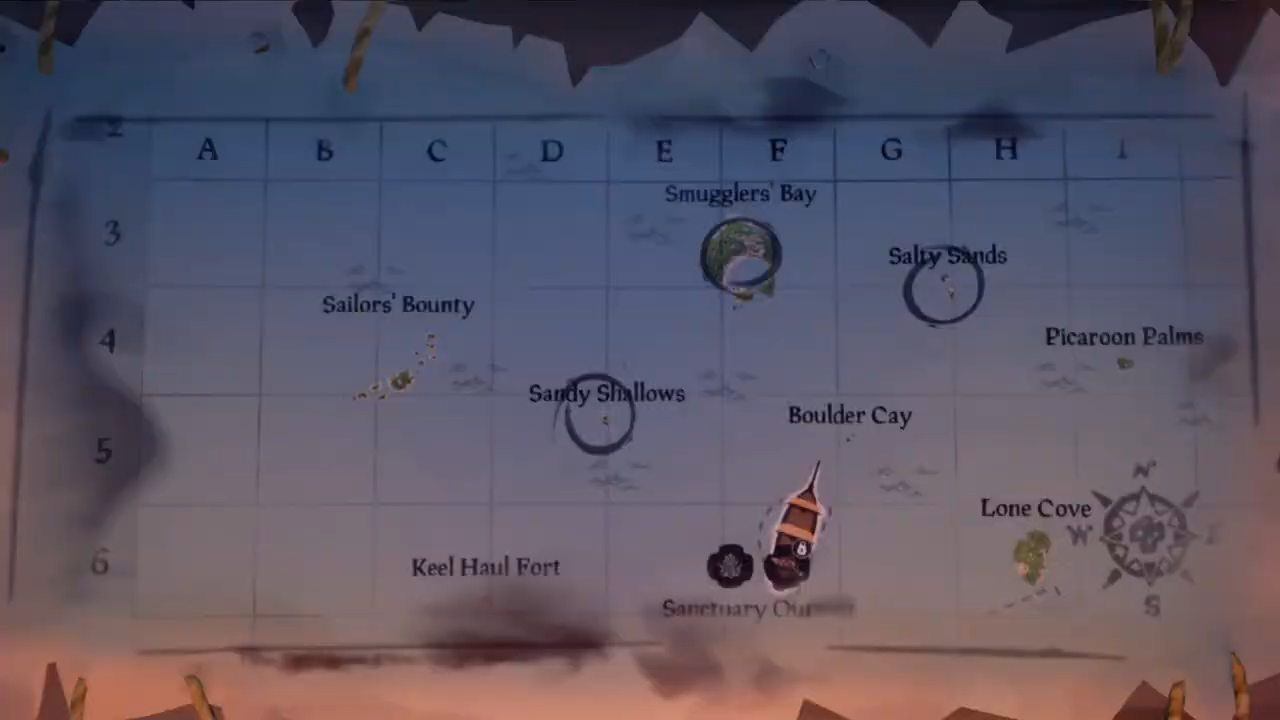 A B C D E F G H I
Smugglers' Bay
3
Salty Sands
Sailors' Bounty
4
Picaroon Palms
Sandy Shallows
Boulder Cay
5
N
Lone Cove
W
6
Keel Haul Fort
S
Sanctuary